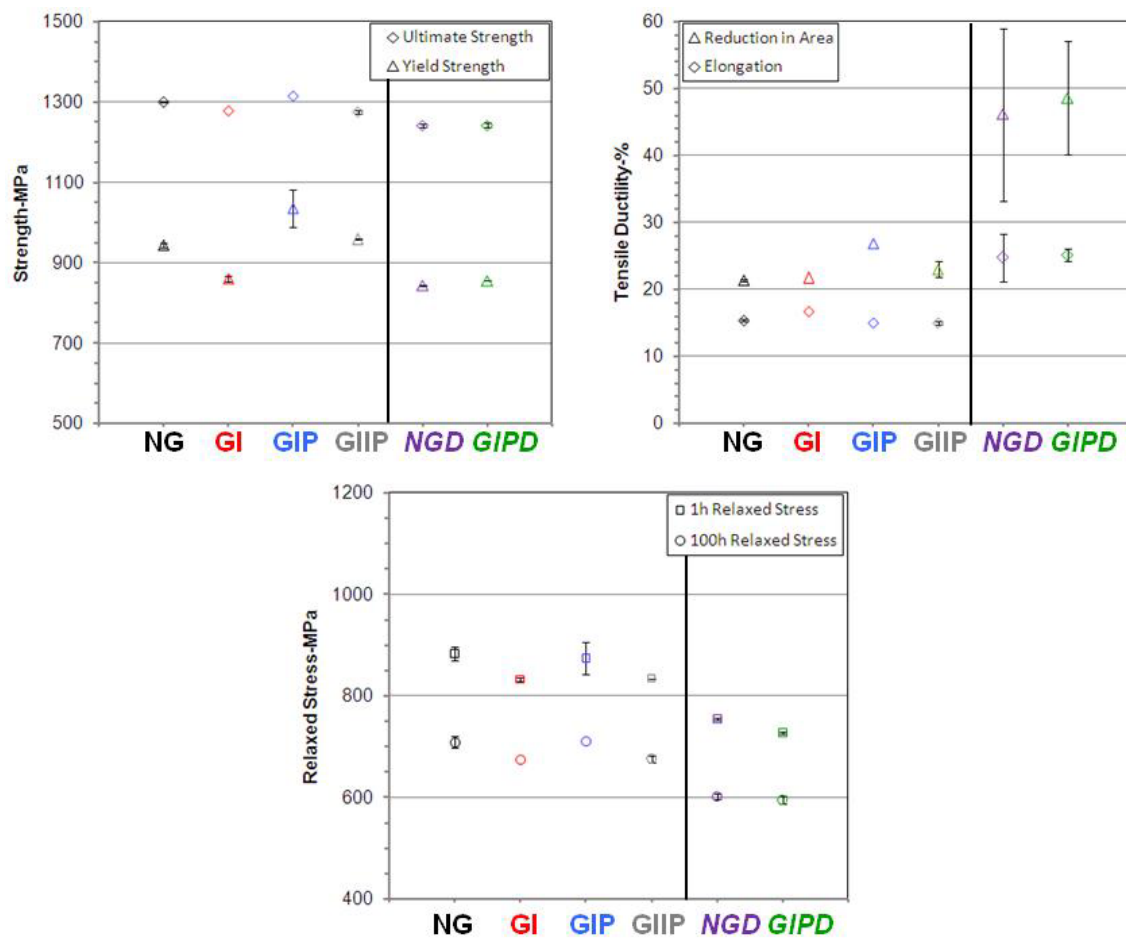 Strength-MPa
1500
1300
1100
900
700
500
Ultimate Strength
Yield Strength
NG GI GIP GIIP NGD GIPD
Tensile Ductility-%
60
50
40
30
20
10
0
Reduction in Area
Elongation
NG GI GIP GIIP NGD GIPD
Relaxed Stress-MPa
1200
1000
800
600
400
1h Relaxed Stress
100h Relaxed Stress
NG GI GIP GIIP NGD GIPD